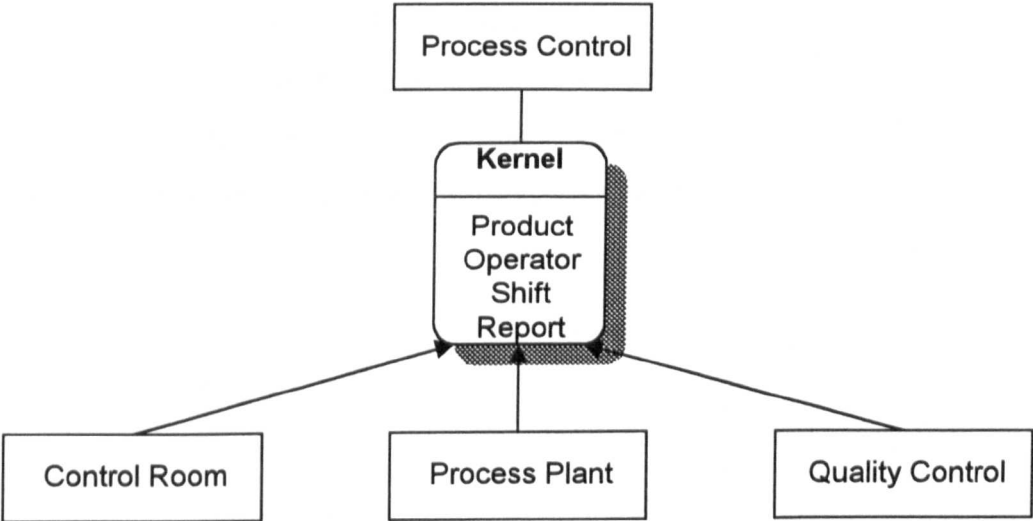 Process Control
Kernel
Product
Operator
Shift
Report
Control Room
Process Plant
Quality Control